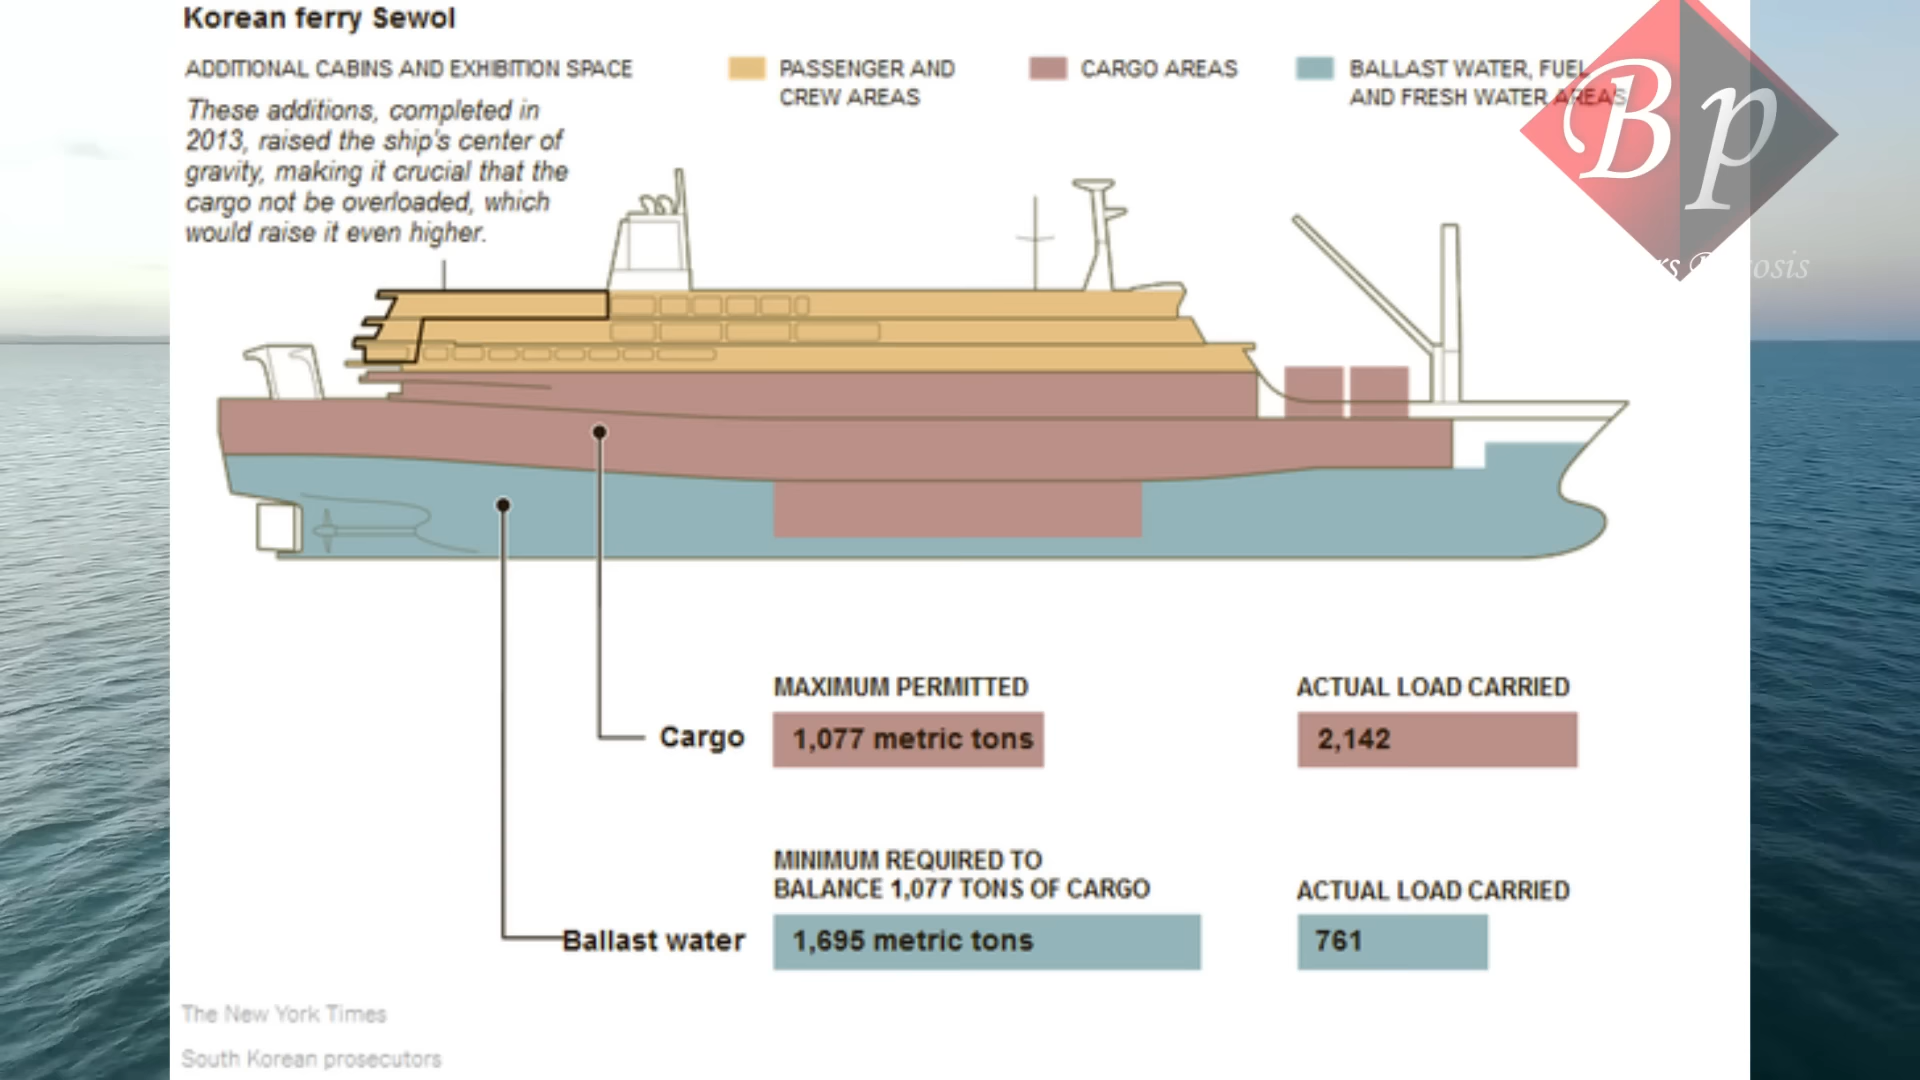 Korean ferry Sewol
ADDITIONAL CABINS AND EXHIBITION SPACE
These additions, completed in
2013, raised the ship's center of
gravity, making it crucial that the
cargo not be overloaded, which
would raise it even higher.
PASSENGER AND
CREW AREAS
CARGO AREAS
BALLAST WATER, FUEL
AND FRESH WATER AREAS
Bp
MAXIMUM PERMITTED
ACTUAL LOAD CARRIED
Cargo
1,077 metric tons
2,142
MINIMUM REQUIRED TO
BALANCE 1,077 TONS OF CARGO
ACTUAL LOAD CARRIED
Ballast water
1,695 metric tons
761
The New York Times
South Korean prosecutors